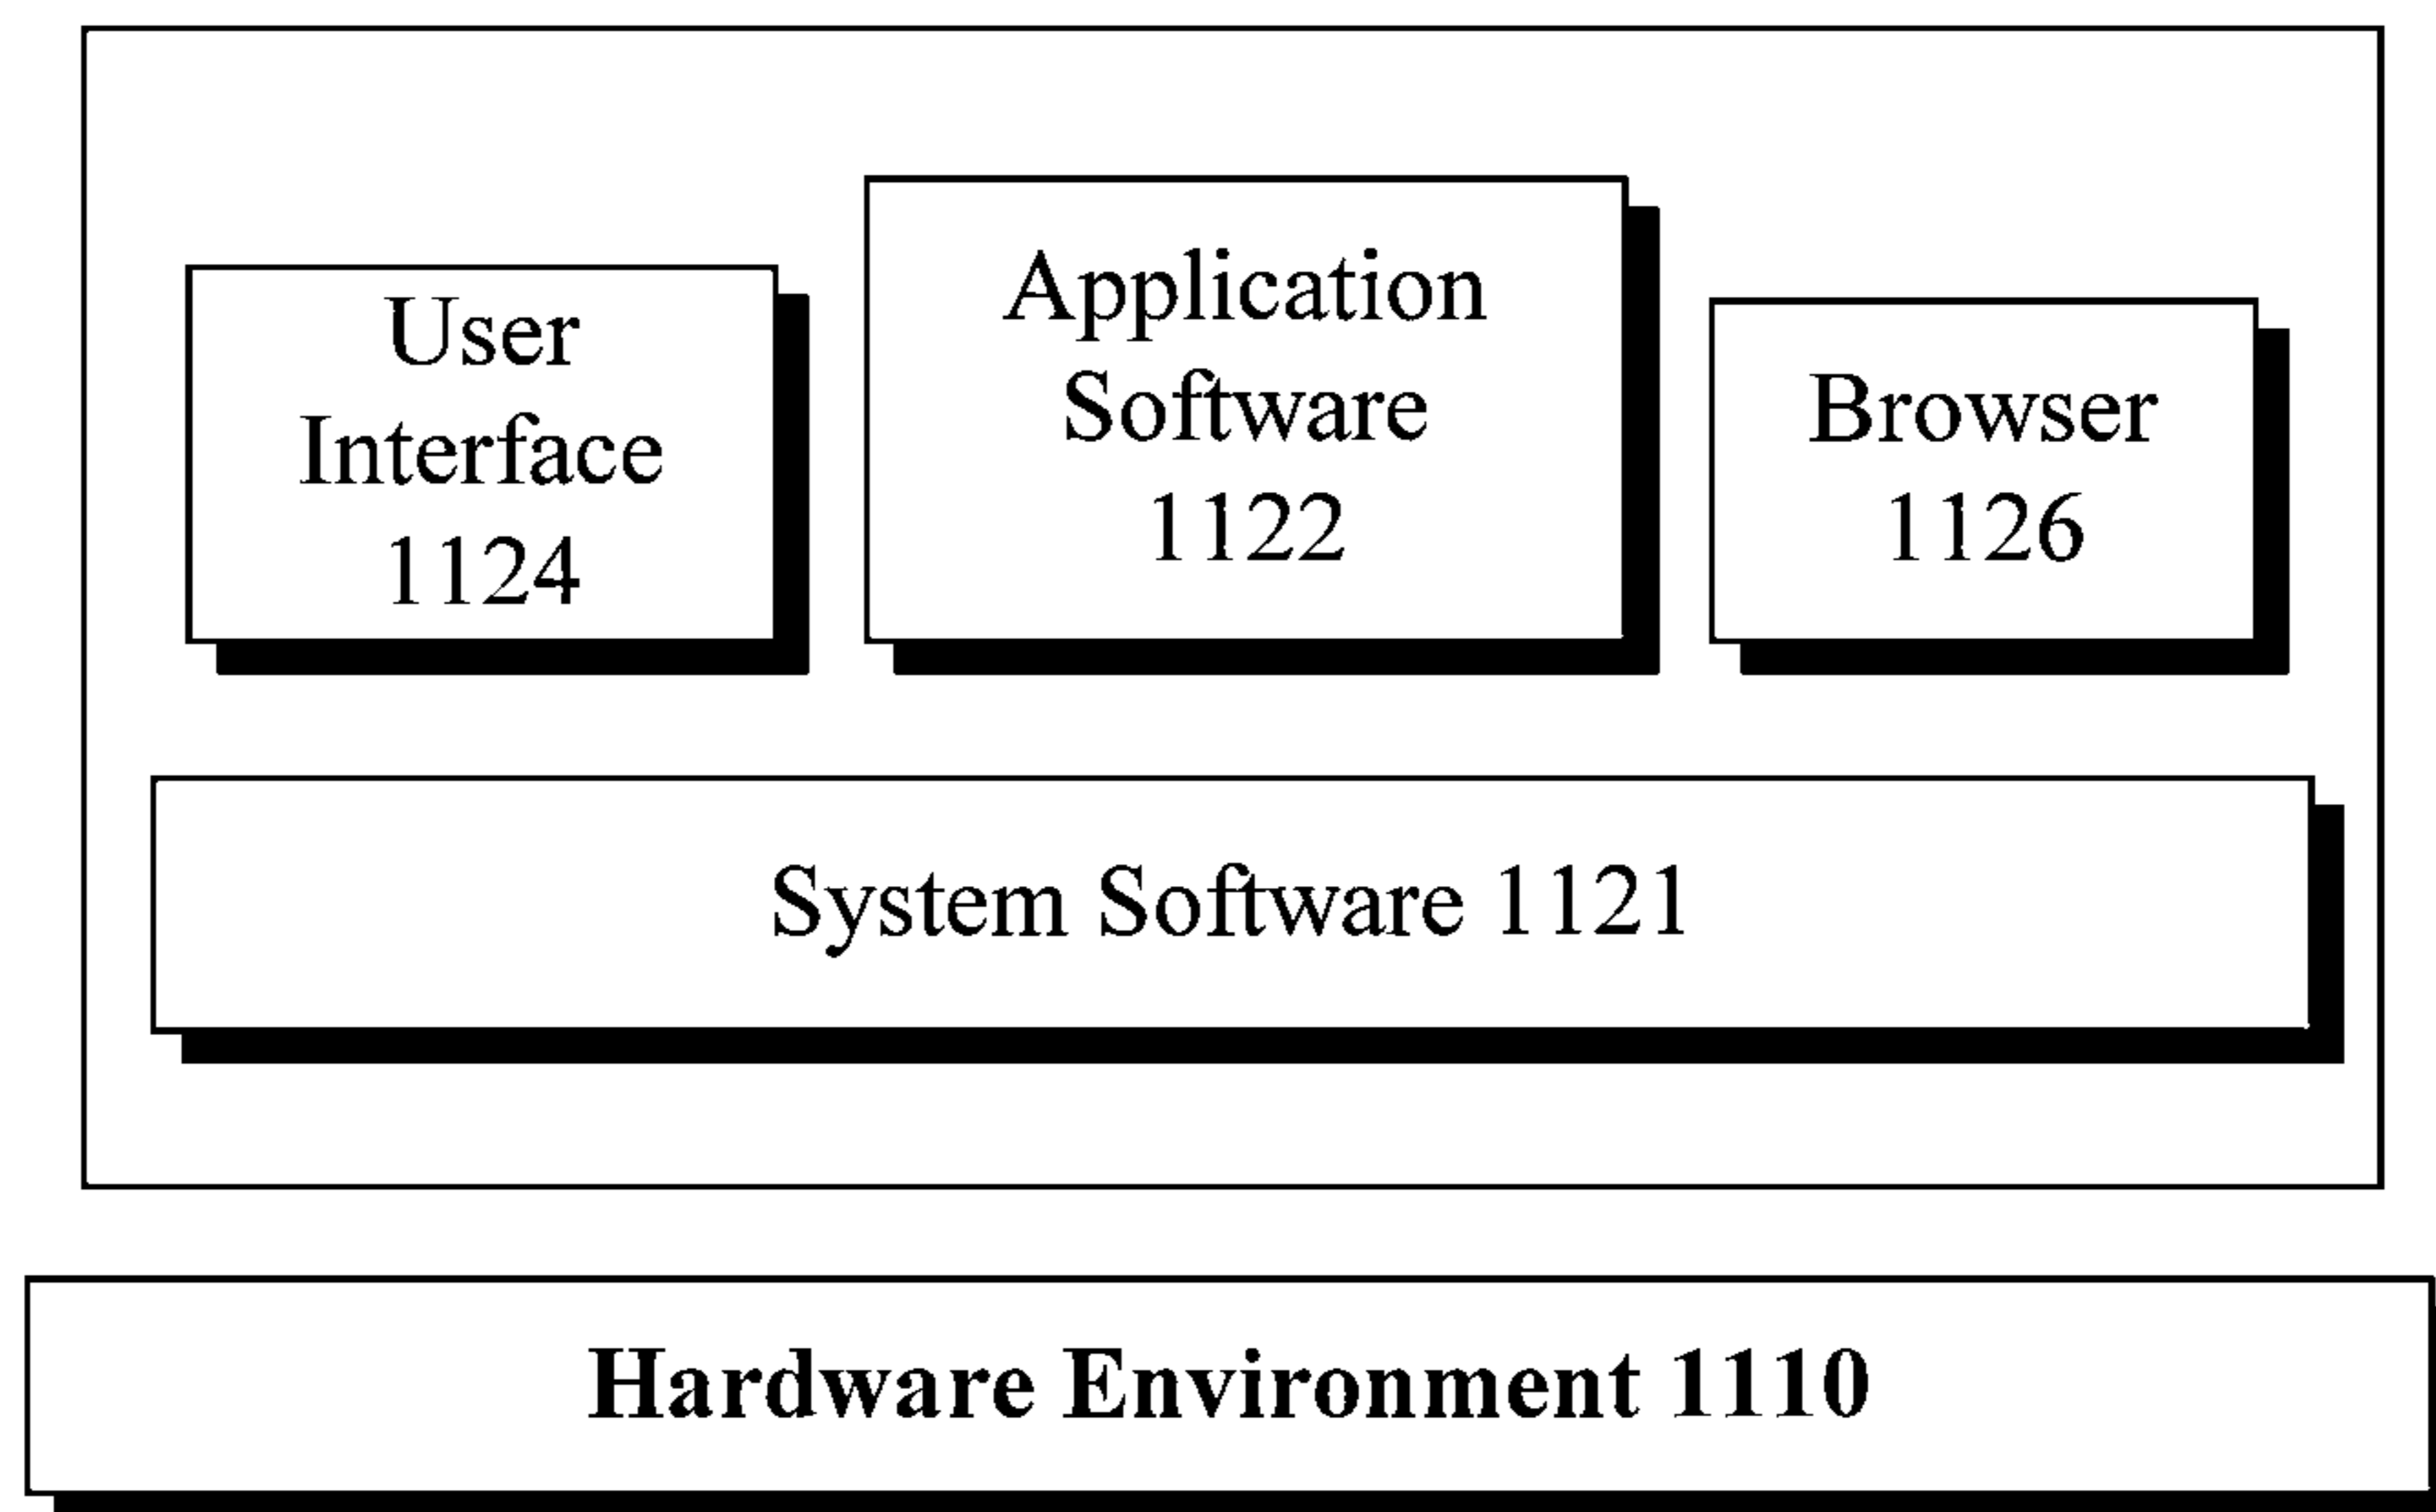 User
Interface
1124
Application
Software
1122
Browser
1126
System Software 1121
Hardware Environment 1110